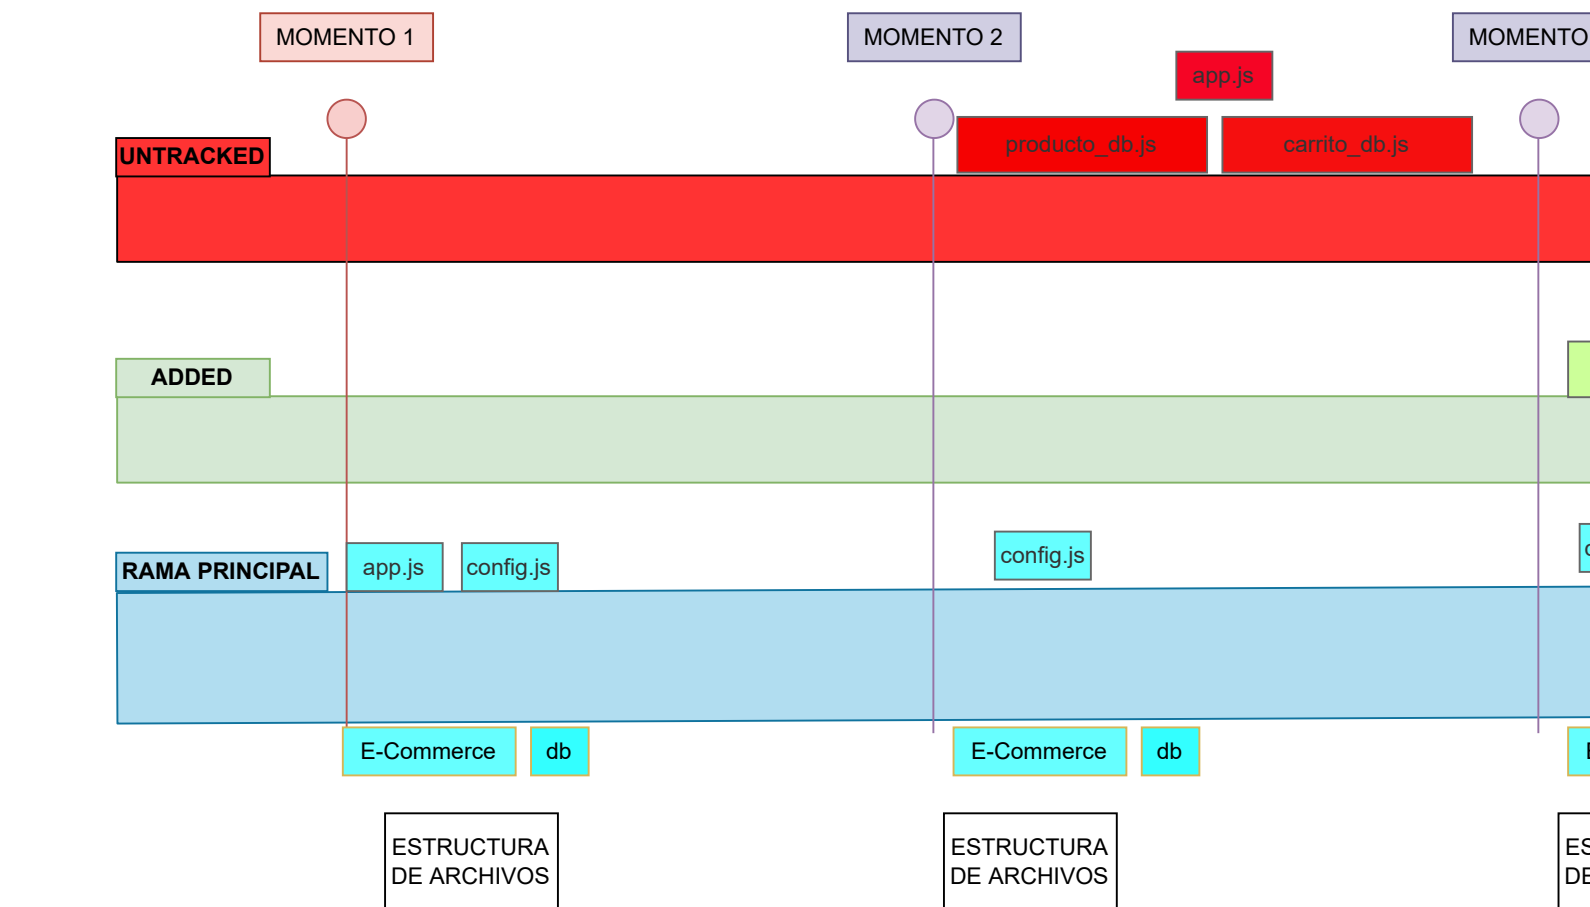 MOMENTO 1
MOMENTO 2
MOMENTO
app.js
producto_db.js
carrito_db.js
UNTRACKED
ADDED
RAMA PRINCIPAL
app.js
config.js
config.js
E-Commerce
db
E-Commerce
db
ESTRUCTURA
DE ARCHIVOS
ESTRUCTURA
DE ARCHIVOS